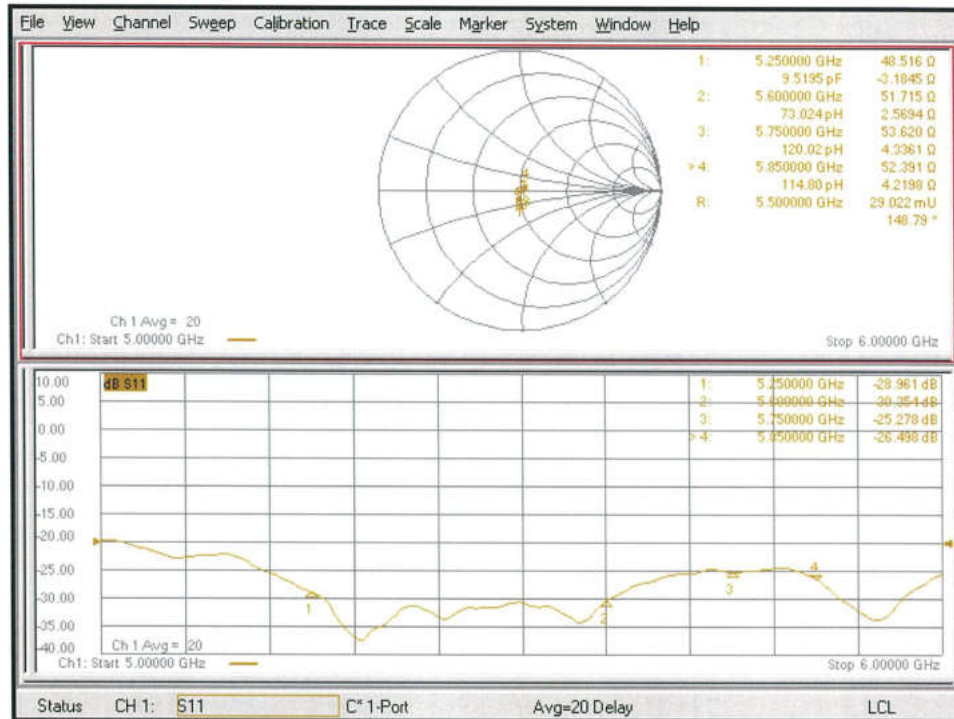 File View Channel Sweep Calibration Trace Scale Marker System Window Help
1: 5.250000 GHz 48.516 Ω
9.5195 pF -3.1845 Ω
2: 5.600000 GHz 51.715 Ω
73.024 pH 2.5694 Ω
3: 5.750000 GHz 53.620 Ω
120.02 pH 4.3361 Ω
> 4: 5.850000 GHz 52.391 Ω
114.80 pH 4.2198 Ω
R: 5.500000 GHz 29.022 mU
148.79 °
4
Ch 1 Avg = 20
Ch1: Start 5.00000 GHz Stop 6.00000 GHz
10.00 dB S11 1: 5.250000 GHz -28.961 dB
5.00 2: 5.600000 GHz -30.354 dB
0.00 3: 5.750000 GHz -25.278 dB
> 4: 5.850000 GHz -26.498 dB
-5.00
-10.00
-15.00
-20.00
-25.00
-30.00
-35.00
-40.00
1
2
3
4
Ch 1 Avg = 20
Ch1: Start 5.00000 GHz Stop 6.00000 GHz
Status CH 1: S11 C* 1-Port Avg=20 Delay LCL